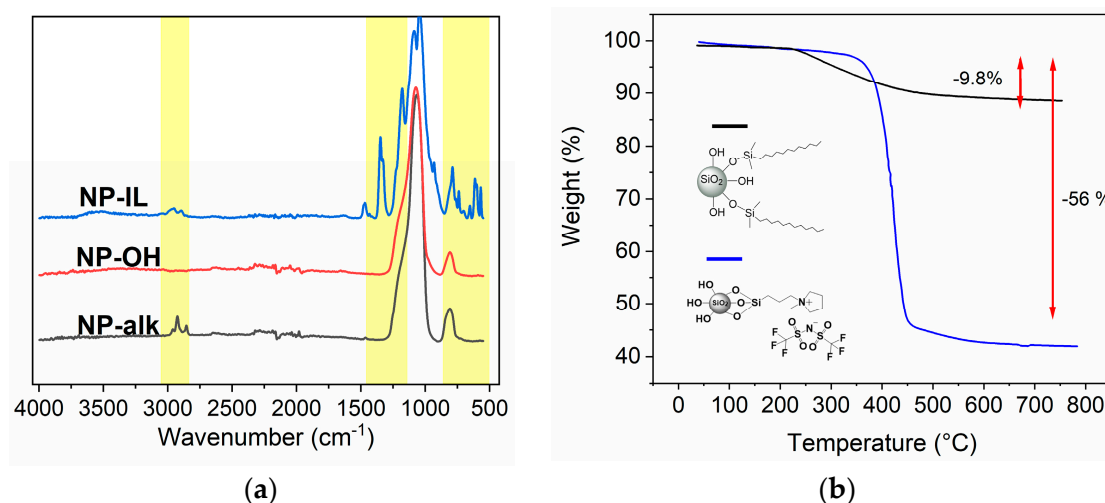 NP-IL
NP-OH
NP-alk
4000 3500 3000 2500 2000 1500 1000 500
Wavenumber (cm⁻¹)
(a)
100
90
80
70
60
50
40
Weight (%)
-9.8%
-56 %
OH
O
Si
SiO₂
OH
OH
O
Si
HO
O
HO
SiO₂
O
Si
N+
HO
O
O
N⁻
O
F
S
S
F
F
O
O
F
F
F
0 100 200 300 400 500 600 700 800
Temperature (°C)
(b)